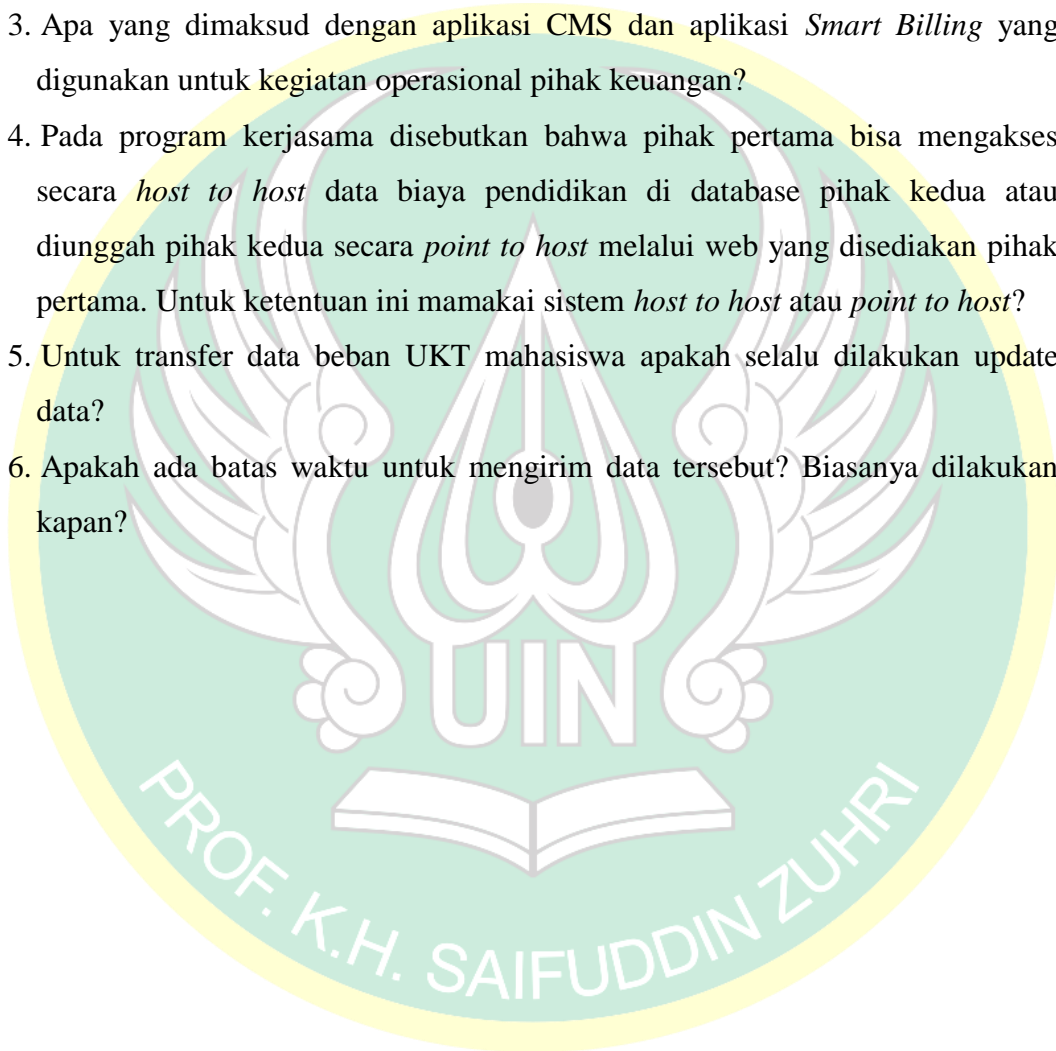 3. Apa yang dimaksud dengan aplikasi CMS dan aplikasi Smart Billing yang
digunakan untuk kegiatan operasional pihak keuangan?
4. Pada program kerjasama disebutkan bahwa pihak pertama bisa mengakses
secara host to host data biaya pendidikan di database pihak kedua atau
diunggah pihak kedua secara point to host melalui web yang disediakan pihak
pertama. Untuk ketentuan ini mamakai sistem host to host atau point to host?
5. Untuk transfer data beban UKT mahasiswa apakah selalu dilakukan update
data?
6. Apakah ada batas waktu untuk mengirim data tersebut? Biasanya dilakukan
kapan?
UIN
PROF. K.H. SAIFUDDIN ZUHRI